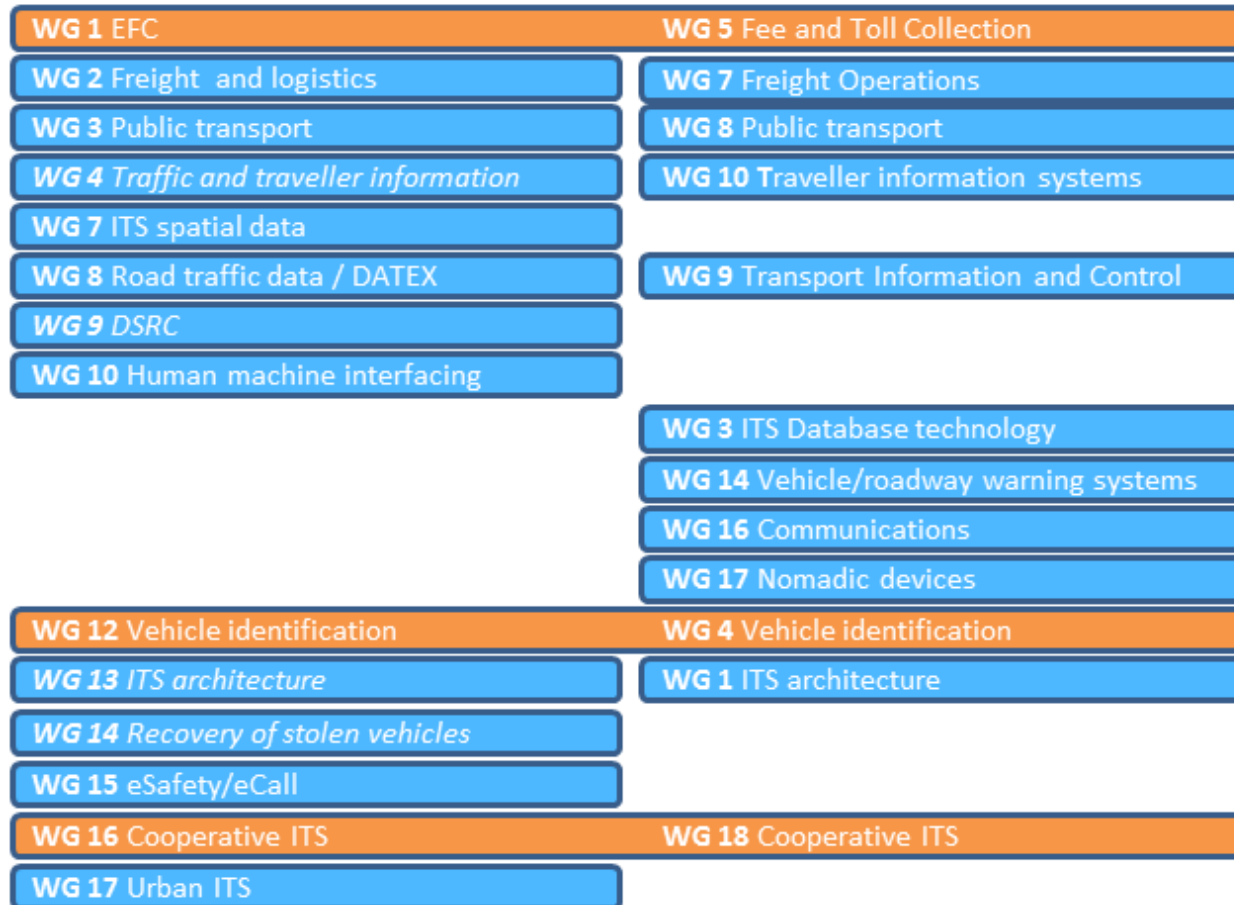 WG 1 EFC WG 5 Fee and Toll Collection
WG 2 Freight and logistics WG 7 Freight Operations
WG 3 Public transport WG 8 Public transport
WG 4 Traffic and traveller information WG 10 Traveller information systems
WG 7 ITS spatial data
WG 8 Road traffic data / DATEX WG 9 Transport Information and Control
WG 9 DSRC
WG 10 Human machine interfacing
WG 3 ITS Database technology
WG 14 Vehicle/roadway warning systems
WG 16 Communications
WG 17 Nomadic devices
WG 12 Vehicle identification WG 4 Vehicle identification
WG 13 ITS architecture WG 1 ITS architecture
WG 14 Recovery of stolen vehicles
WG 15 eSafety/eCall
WG 16 Cooperative ITS WG 18 Cooperative ITS
WG 17 Urban ITS